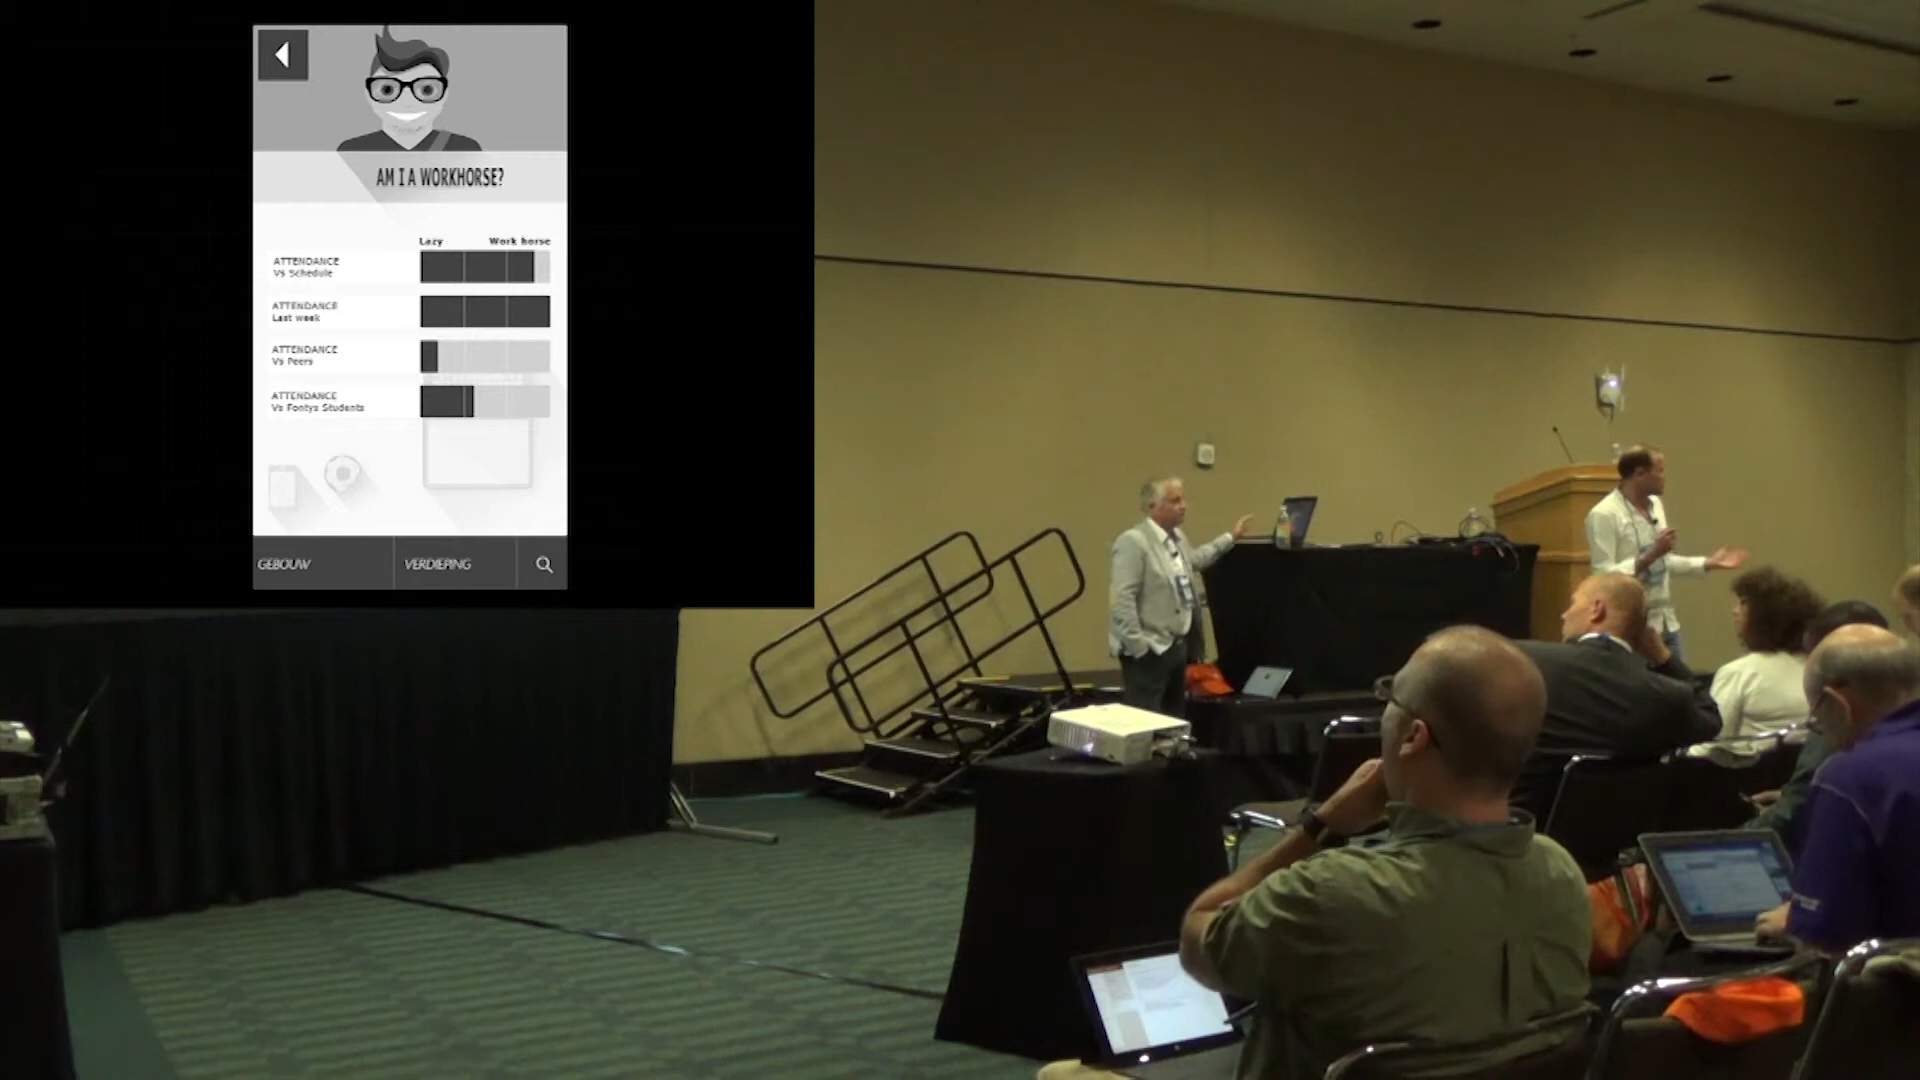 AM I A WORKHORSE?
Lazy Work horse
ATTENDANCE
Vs Schedule
ATTENDANCE
Last week
ATTENDANCE
Vs Peers
ATTENDANCE
Vs Fontys Students
GEBOUW VERDIEPING